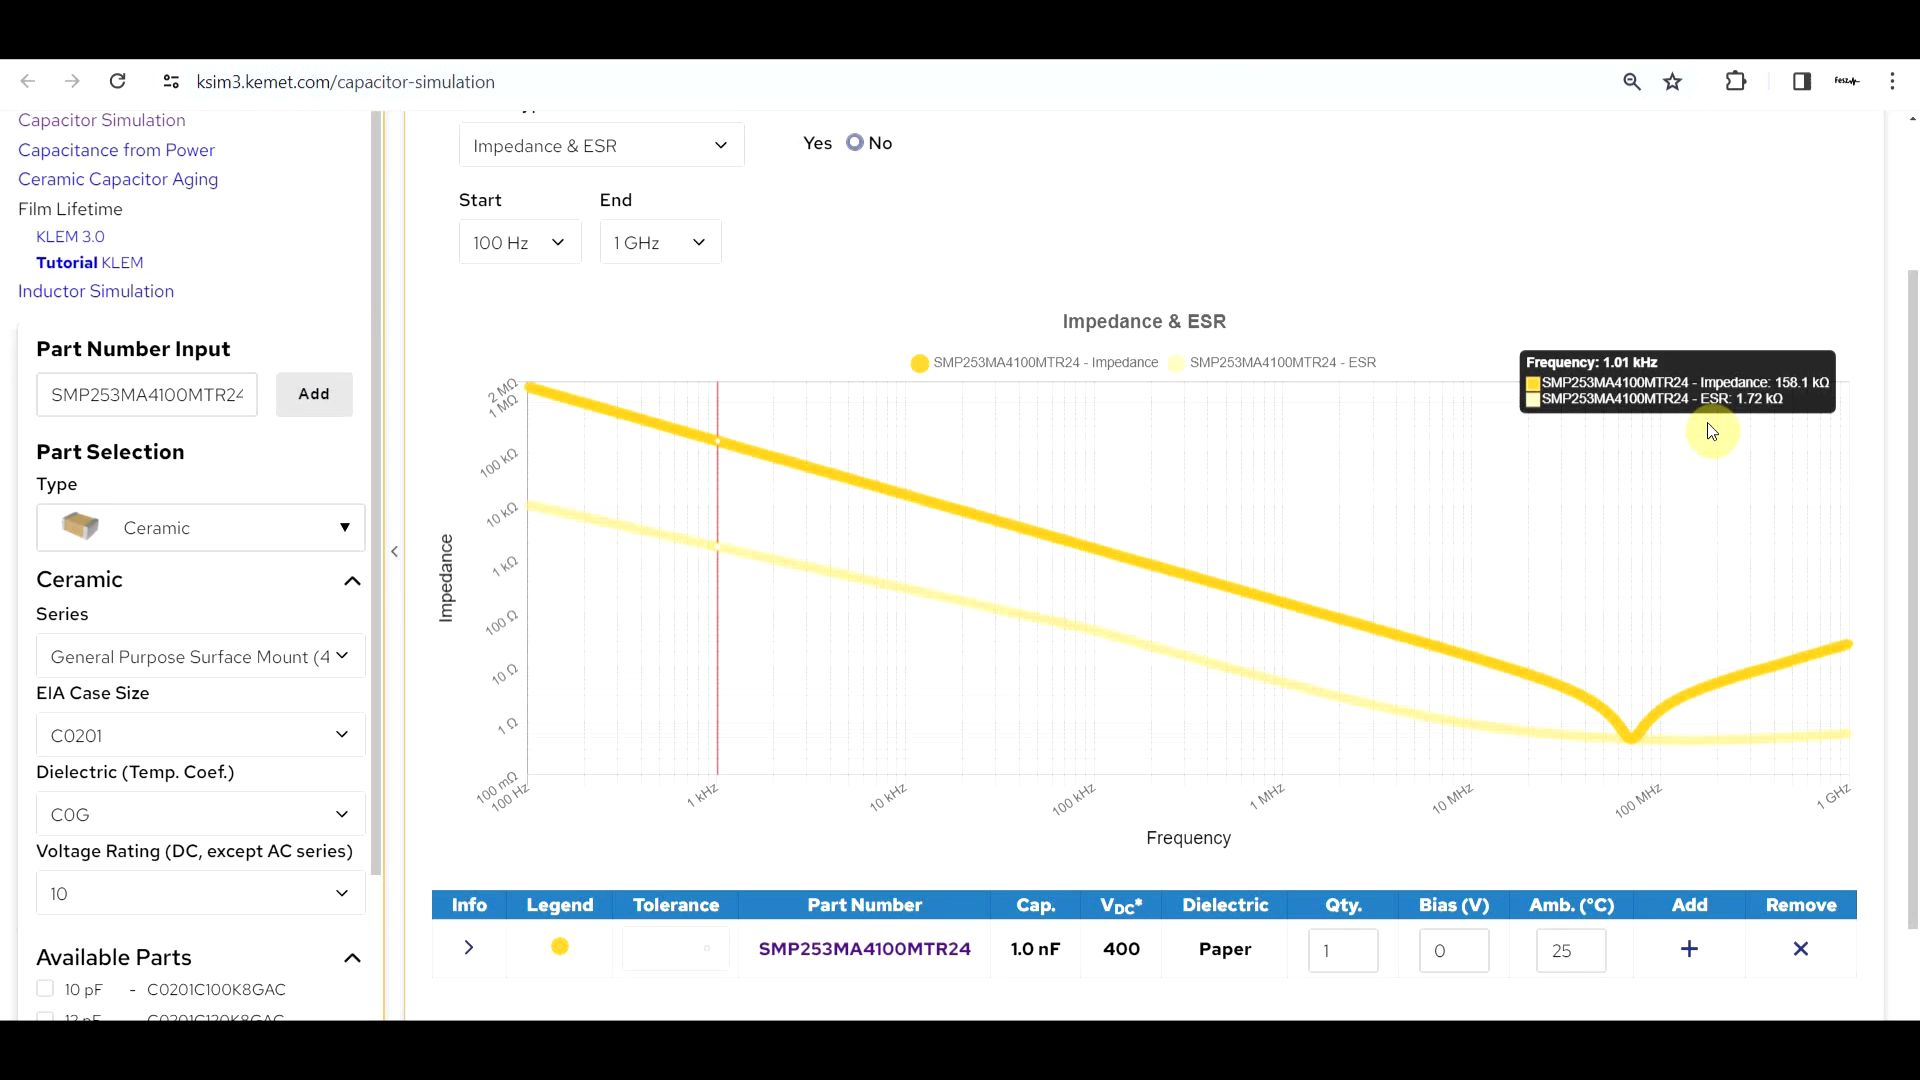 ksim3.kemet.com/capacitor-simulation
fesz
Capacitor Simulation
Capacitance from Power
Ceramic Capacitor Aging
Film Lifetime
KLEM 3.0
Tutorial KLEM
Inductor Simulation
Part Number Input
SMP253MA4100MTR24
Add
Part Selection
Type
Ceramic
Ceramic
Series
General Purpose Surface Mount (4
EIA Case Size
C0201
Dielectric (Temp. Coef.)
C0G
Voltage Rating (DC, except AC series)
10
Available Parts
10 pF - C0201C100K8GAC
12 pF - C0201C120K8GAC
Impedance & ESR
Yes No
Start End
100 Hz 1 GHz
Impedance & ESR
SMP253MA4100MTR24 - Impedance SMP253MA4100MTR24 - ESR
Frequency: 1.01 kHz
SMP253MA4100MTR24 - Impedance: 158.1 kΩ
SMP253MA4100MTR24 - ESR: 1.72 kΩ
Impedance
2 MΩ
1 MΩ
100 kΩ
10 kΩ
1 kΩ
100 Ω
10 Ω
1 Ω
100 mΩ
100 Hz 1 kHz 10 kHz 100 kHz 1 MHz 10 MHz 100 MHz 1 GHz
Frequency
Info Legend Tolerance Part Number Cap. VDC* Dielectric Qty. Bias (V) Amb. (°C) Add Remove
SMP253MA4100MTR24 1.0 nF 400 Paper 1 0 25